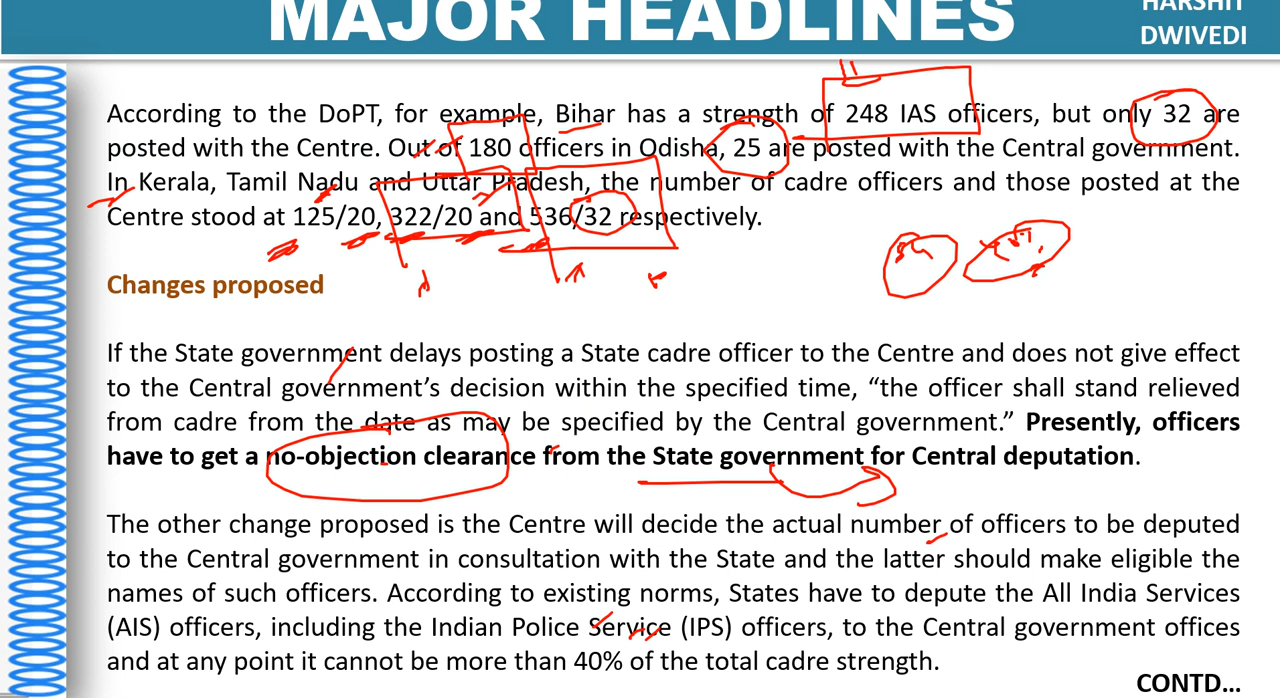 MAJOR HEADLINES
HARSHIT
DWIVEDI
According to the DoPT, for example, Bihar has a strength of 248 IAS officers, but only 32 are
posted with the Centre. Out of 180 officers in Odisha, 25 are posted with the Central government.
In Kerala, Tamil Nadu and Uttar Pradesh, the number of cadre officers and those posted at the
Centre stood at 125/20, 322/20 and 536/32 respectively.
Changes proposed
If the State government delays posting a State cadre officer to the Centre and does not give effect
to the Central government’s decision within the specified time, “the officer shall stand relieved
from cadre from the date as may be specified by the Central government.” Presently, officers
have to get a no-objection clearance from the State government for Central deputation.
The other change proposed is the Centre will decide the actual number of officers to be deputed
to the Central government in consultation with the State and the latter should make eligible the
names of such officers. According to existing norms, States have to depute the All India Services
(AIS) officers, including the Indian Police Service (IPS) officers, to the Central government offices
and at any point it cannot be more than 40% of the total cadre strength.
CONTD...